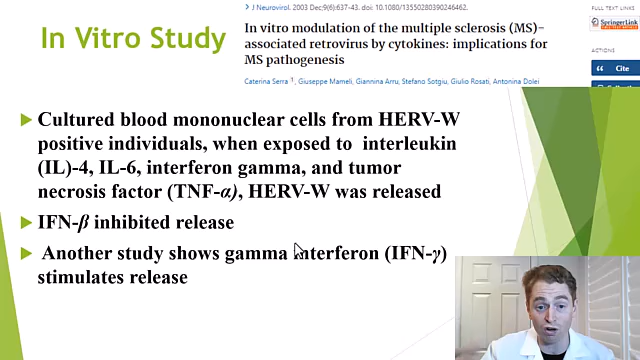 In Vitro Study
> J Neurovirol. 2003 Dec;9(6):637-43. doi: 10.1080/13550280390246462.
In vitro modulation of the multiple sclerosis (MS)-
associated retrovirus by cytokines: implications for
MS pathogenesis
Caterina Serra 1, Giuseppe Mameli, Giannina Arru, Stefano Sotgiu, Giulio Rosati, Antonina Dolei
FULL TEXT LINKS
SpringerLink
ACTIONS
Cite
Cultured blood mononuclear cells from HERV-W
positive individuals, when exposed to interleukin
(IL)-4, IL-6, interferon gamma, and tumor
necrosis factor (TNF-α), HERV-W was released
IFN-β inhibited release
Another study shows gamma interferon (IFN-γ)
stimulates release